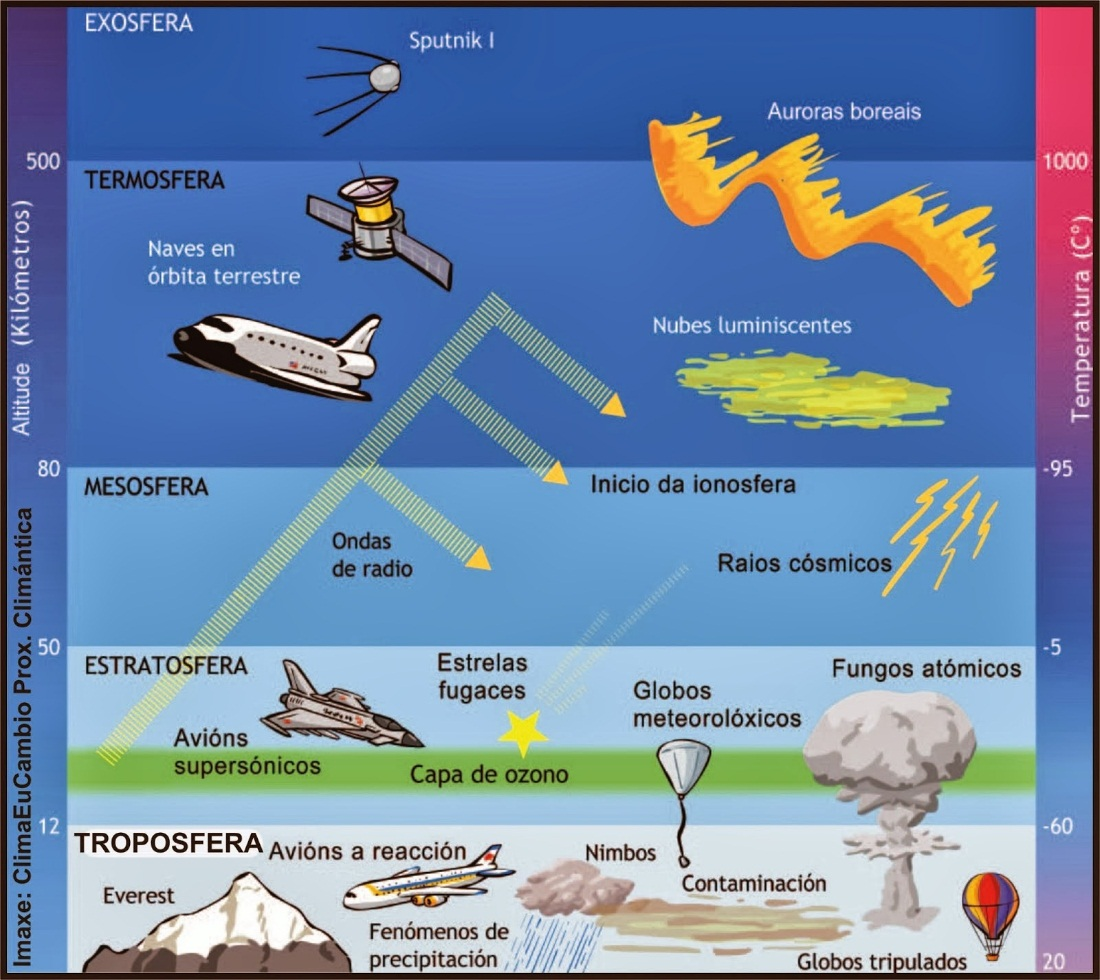 EXOSFERA
Sputnik I
Auroras boreais
500
1000
TERMOSFERA
Naves en
órbita terrestre
Nubes luminiscentes
Altitude (Kilómetros)
Temperatura (Cº)
80
-95
MESOSFERA
Inicio da ionosfera
Ondas
de radio
Raios cósmicos
50
-5
ESTRATOSFERA
Estrelas
fugaces
Fungos atómicos
Globos
meteorolóxicos
Avións
supersónicos
Capa de ozono
12
-60
TROPOSFERA
Avións a reacción
Nimbos
Everest
Contaminación
Fenómenos de
precipitación
Globos tripulados
20
Imaxe: ClimaEuCambio Prox. Climántica